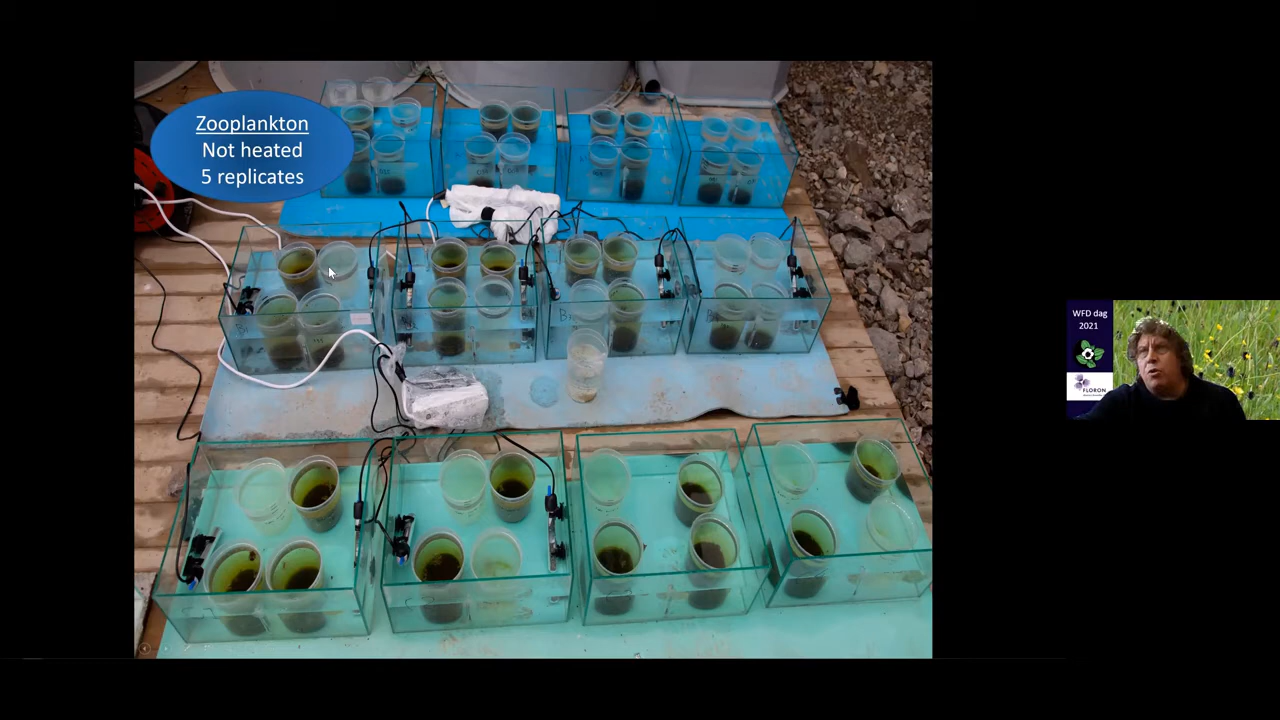 Zooplankton
Not heated
5 replicates
WFD dag
2021
FLORON